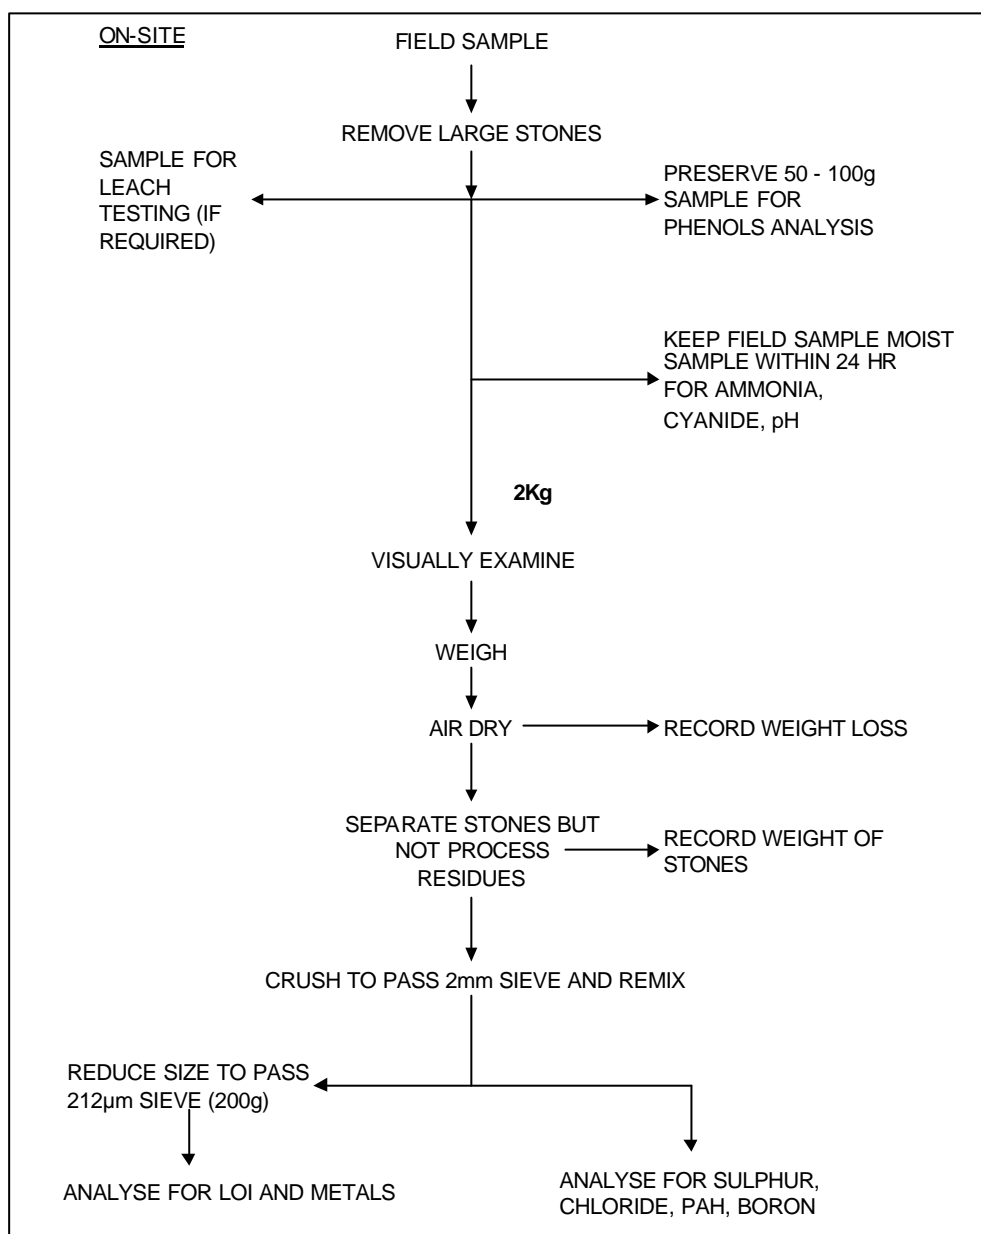 ON-SITE
FIELD SAMPLE
REMOVE LARGE STONES
SAMPLE FOR
LEACH
TESTING (IF
REQUIRED)
PRESERVE 50 - 100g
SAMPLE FOR
PHENOLS ANALYSIS
KEEP FIELD SAMPLE MOIST
SAMPLE WITHIN 24 HR
FOR AMMONIA,
CYANIDE, pH
2Kg
VISUALLY EXAMINE
WEIGH
AIR DRY
RECORD WEIGHT LOSS
SEPARATE STONES BUT
NOT PROCESS
RESIDUES
RECORD WEIGHT OF
STONES
CRUSH TO PASS 2mm SIEVE AND REMIX
REDUCE SIZE TO PASS
212µm SIEVE (200g)
ANALYSE FOR LOI AND METALS
ANALYSE FOR SULPHUR,
CHLORIDE, PAH, BORON